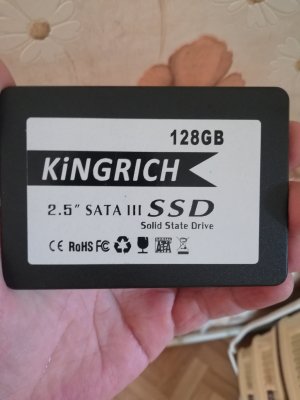 128GB
KiNGRICH
2.5" SATA III SSD
Solid State Drive
CE RoHS FC